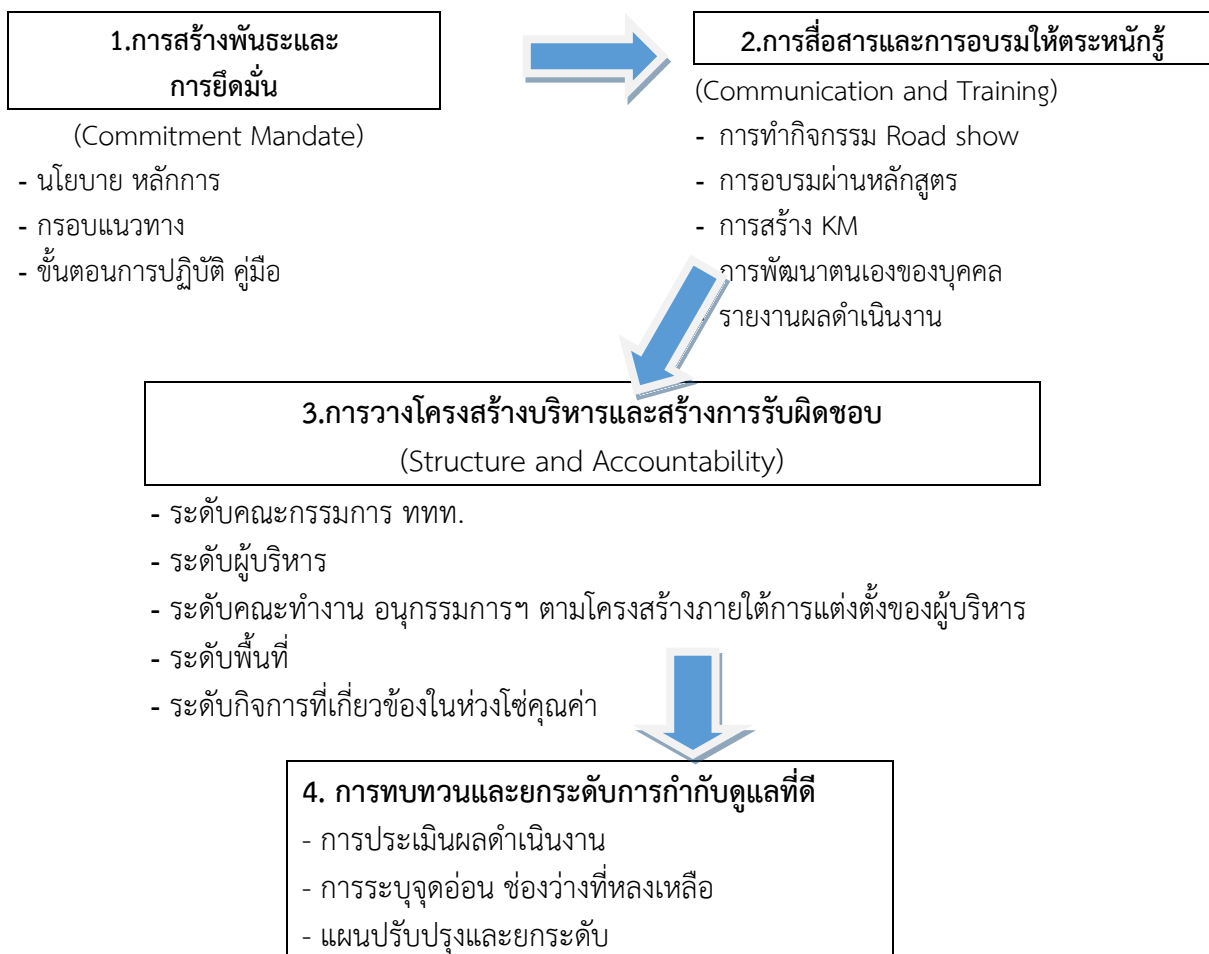 1.การสร้างพันธะและ
การยึดมั่น
(Commitment Mandate)
- นโยบาย หลักการ
- กรอบแนวทาง
- ขั้นตอนการปฏิบัติ คู่มือ
2.การสื่อสารและการอบรมให้ตระหนักรู้
(Communication and Training)
- การทำกิจกรรม Road show
- การอบรมผ่านหลักสูตร
- การสร้าง KM
การพัฒนาตนเองของบุคคล
รายงานผลดำเนินงาน
3.การวางโครงสร้างบริหารและสร้างการรับผิดชอบ
(Structure and Accountability)
- ระดับคณะกรรมการ ททท.
- ระดับผู้บริหาร
- ระดับคณะทำงาน อนุกรรมการฯ ตามโครงสร้างภายใต้การแต่งตั้งของผู้บริหาร
- ระดับพื้นที่
- ระดับกิจการที่เกี่ยวข้องในห่วงโซ่คุณค่า
4. การทบทวนและยกระดับการกำกับดูแลที่ดี
- การประเมินผลดำเนินงาน
- การระบุจุดอ่อน ช่องว่างที่หลงเหลือ
- แผนปรับปรุงและยกระดับ